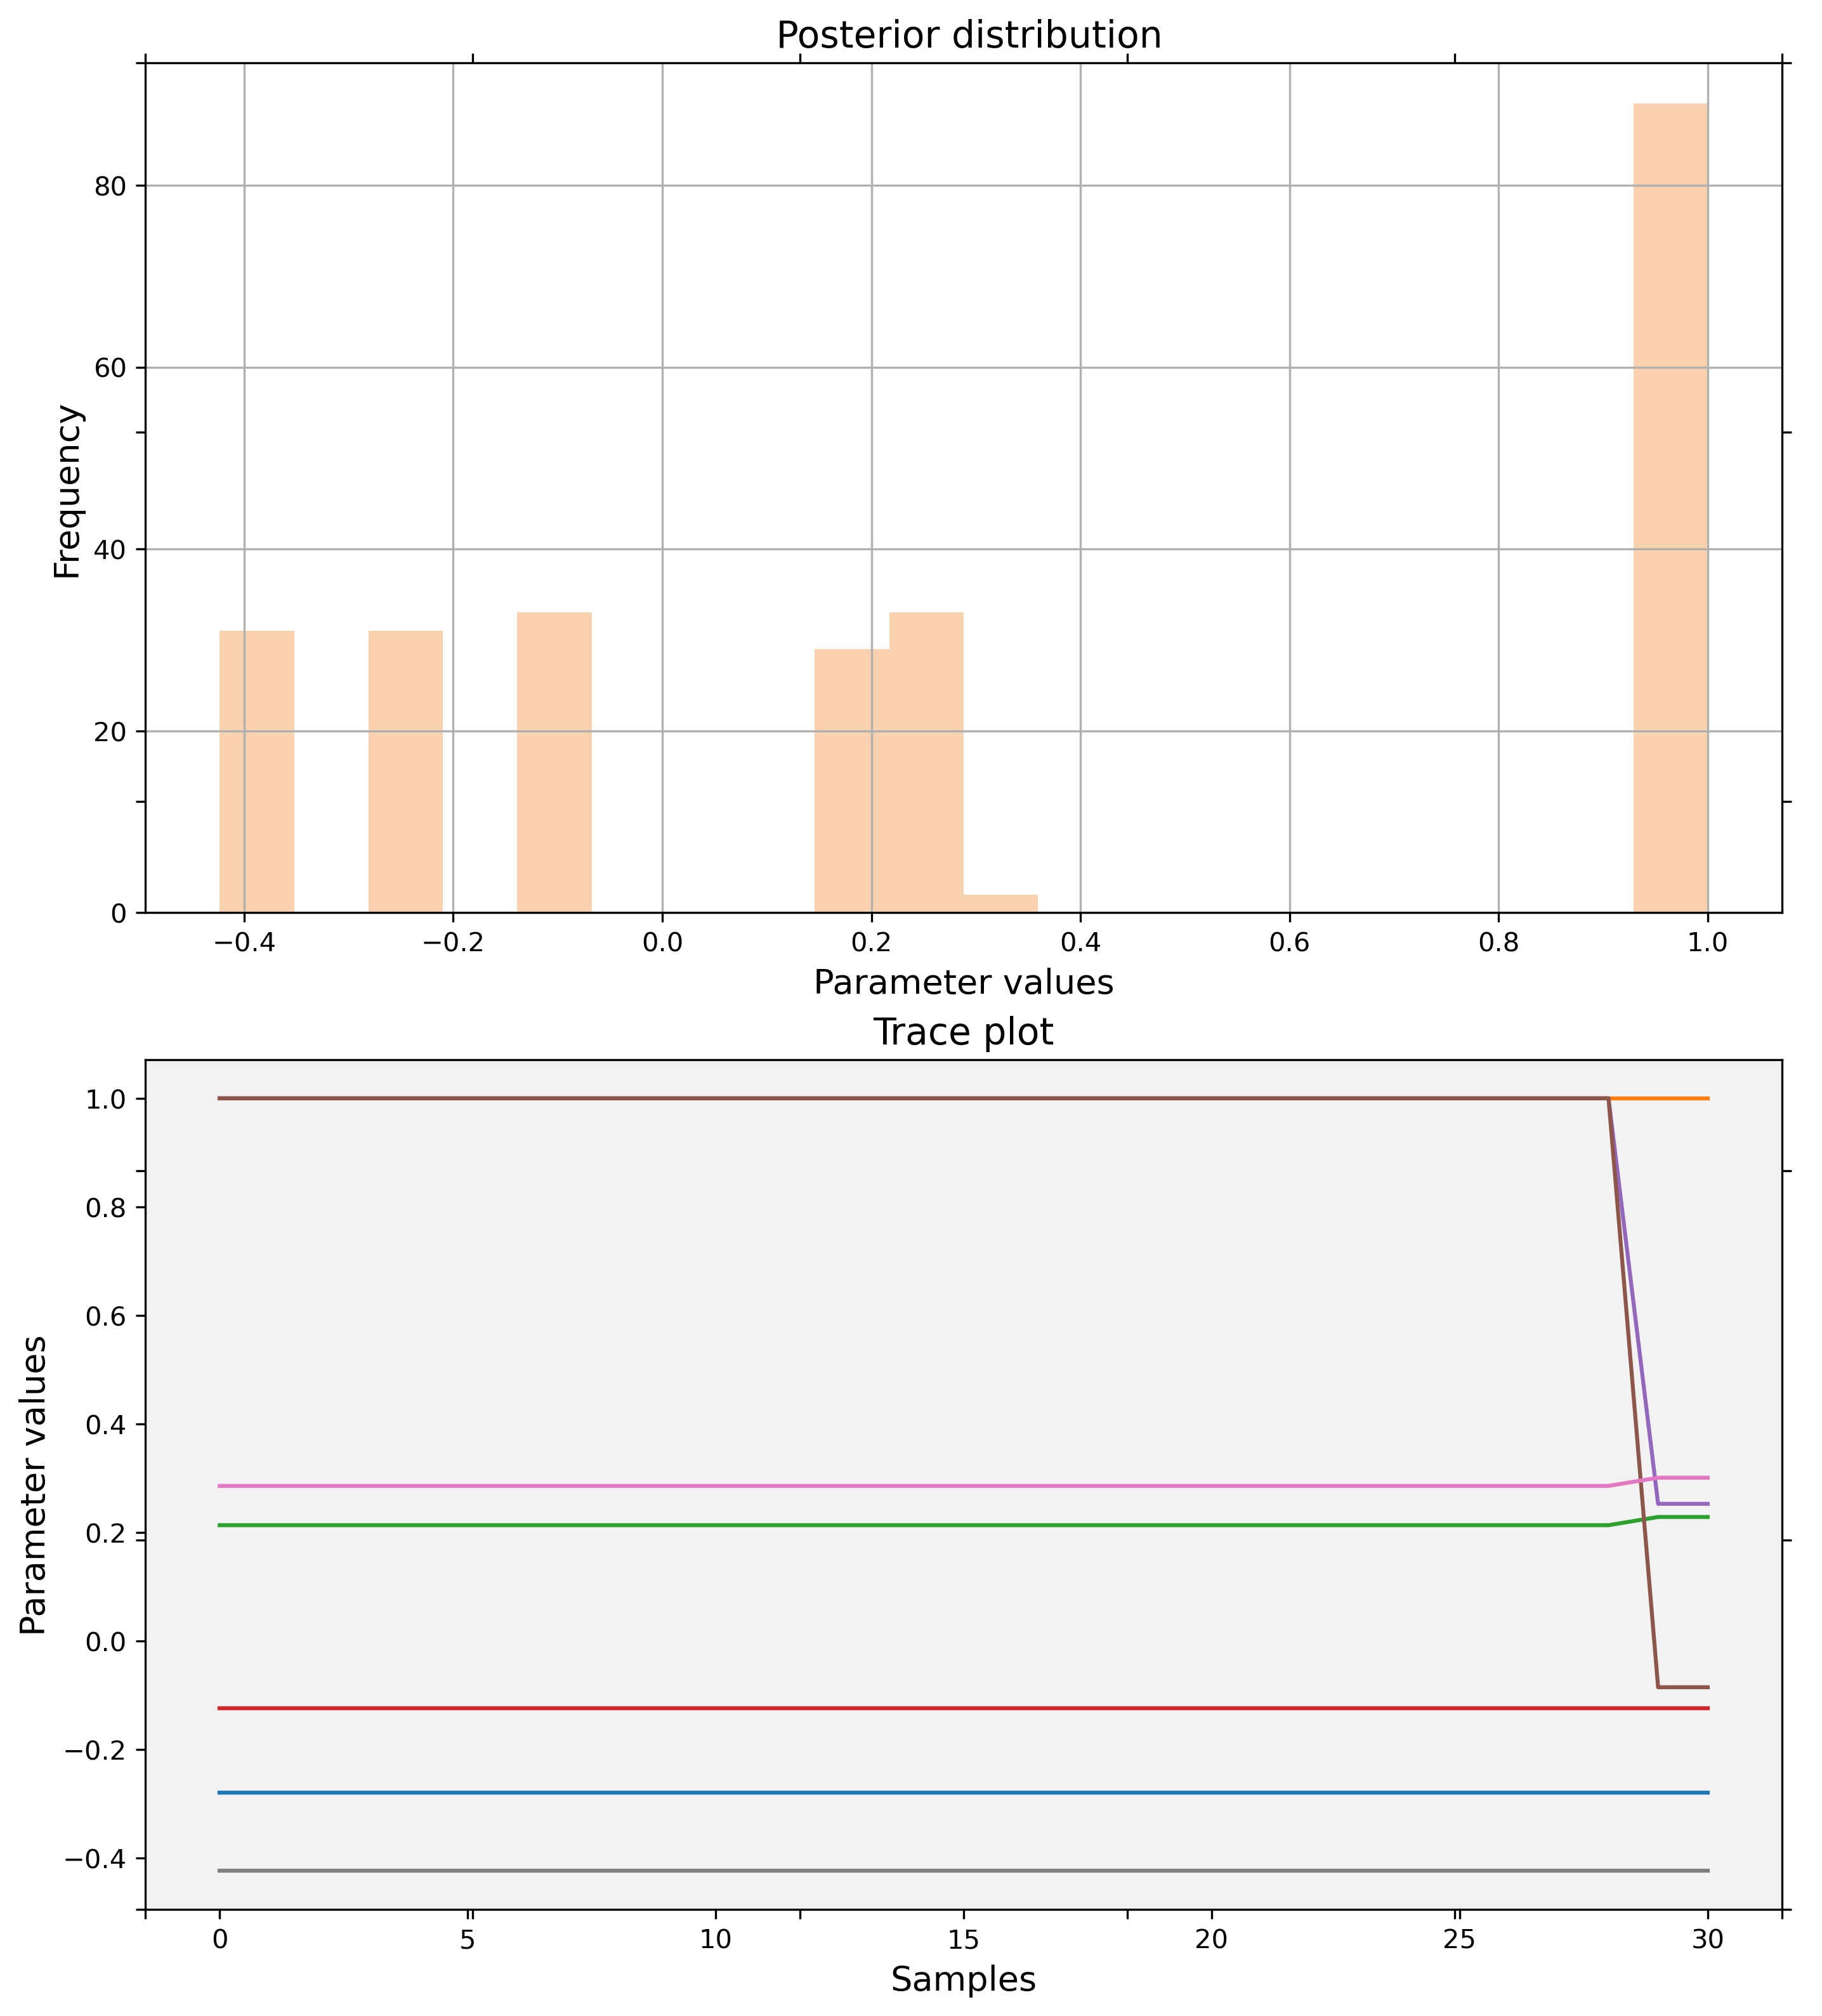 Posterior distribution
Frequency
80
60
40
20
0
−0.4 −0.2 0.0 0.2 0.4 0.6 0.8 1.0
Parameter values
Trace plot
Parameter values
1.0
0.8
0.6
0.4
0.2
0.0
−0.2
−0.4
0 5 10 15 20 25 30
Samples